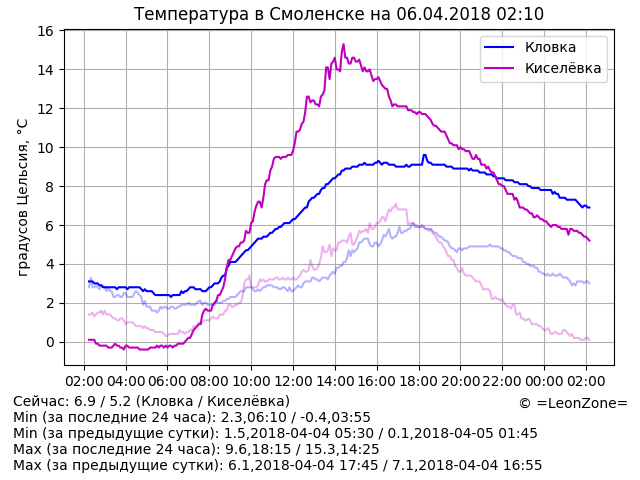 Температура в Смоленске на 06.04.2018 02:10
16
14
12
10
8
6
4
2
0
градусов Цельсия, °C
Кловка
Киселёвка
02:00 04:00 06:00 08:00 10:00 12:00 14:00 16:00 18:00 20:00 22:00 00:00 02:00
Сейчас: 6.9 / 5.2 (Кловка / Киселёвка)
© =LeonZone=
Min (за последние 24 часа): 2.3,06:10 / -0.4,03:55
Min (за предыдущие сутки): 1.5,2018-04-04 05:30 / 0.1,2018-04-05 01:45
Max (за последние 24 часа): 9.6,18:15 / 15.3,14:25
Max (за предыдущие сутки): 6.1,2018-04-04 17:45 / 7.1,2018-04-04 16:55